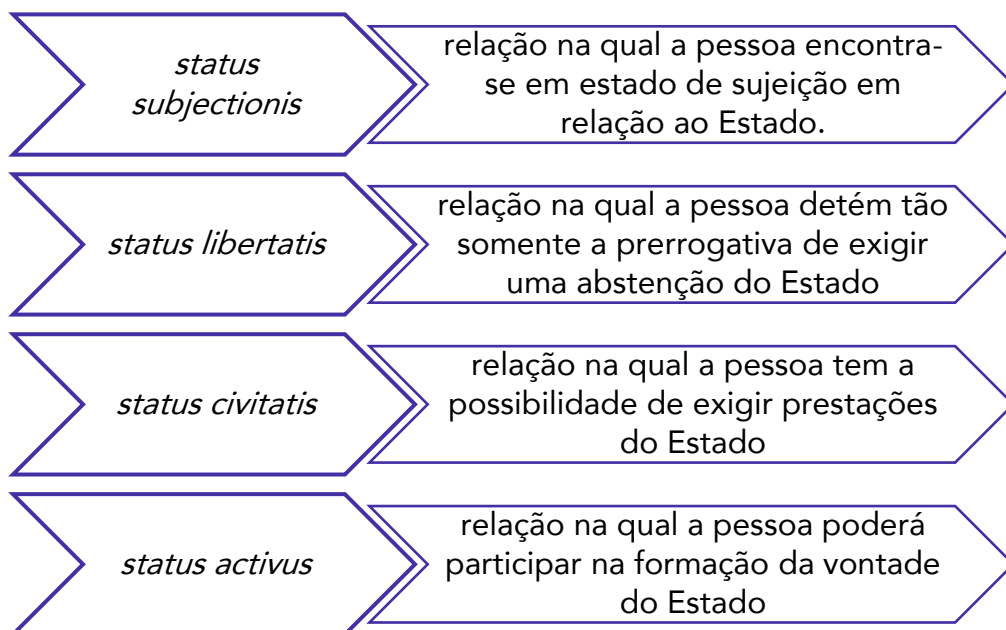 status
subjectionis
relação na qual a pessoa encontra-
se em estado de sujeição em
relação ao Estado.
status libertatis
relação na qual a pessoa detém tão
somente a prerrogativa de exigir
uma abstenção do Estado
status civitatis
relação na qual a pessoa tem a
possibilidade de exigir prestações
do Estado
status activus
relação na qual a pessoa poderá
participar na formação da vontade
do Estado